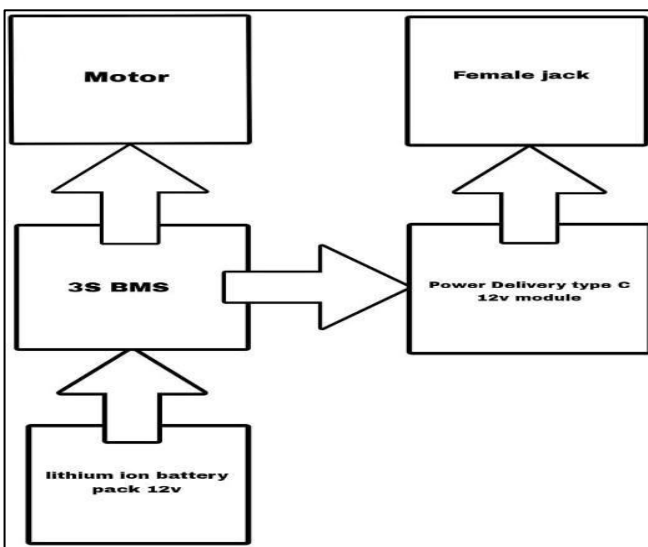 Motor
Female jack
3S BMS
Power Delivery type C
12v module
lithium ion battery
pack 12v